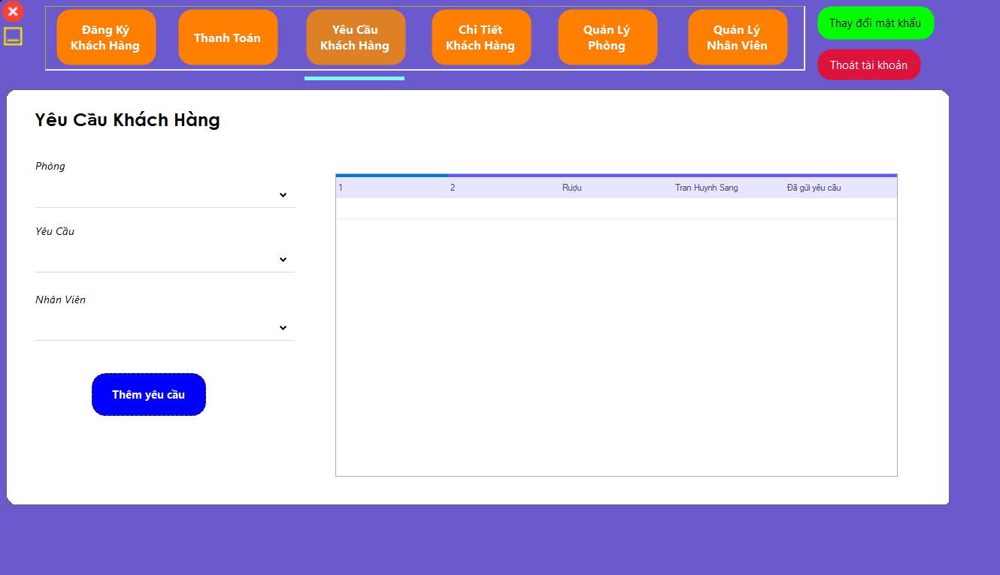 Đăng Ký
Khách Hàng
Thanh Toán
Yêu Cầu
Khách Hàng
Chi Tiết
Khách Hàng
Quản Lý
Phòng
Quản Lý
Nhân Viên
Thay đổi mật khẩu
Thoát tài khoản
Yêu Cầu Khách Hàng
Phòng
Yêu Cầu
Nhân Viên
Thêm yêu cầu
1 2 Rượu Tran Huynh Sang Đã gửi yêu cầu